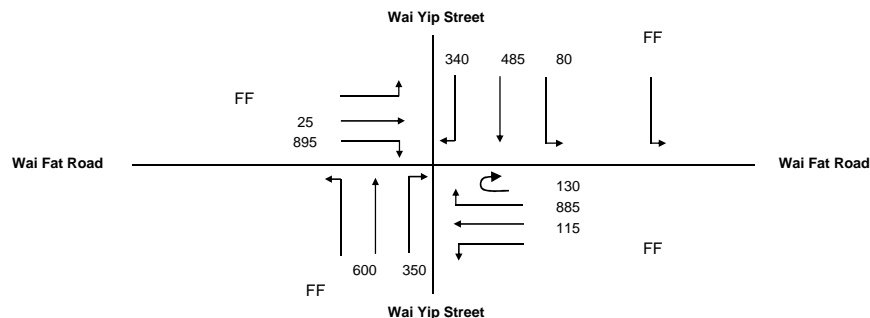 Wai Yip Street
FF
340 485 80
FF
25
895
Wai Fat Road
Wai Fat Road
130
885
115
FF
600 350
FF
Wai Yip Street